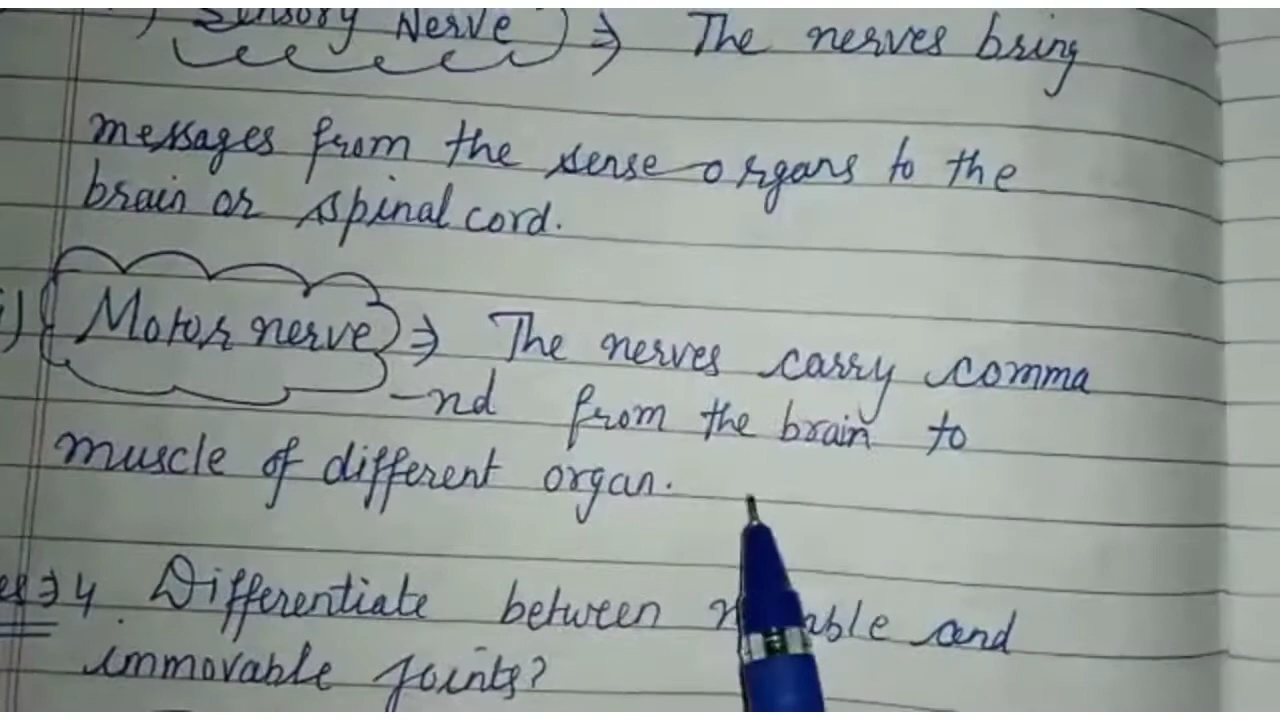 ) Sensory Nerve ) ⇒ The nerves bring
messages from the sense organs to the
brain or spinal cord.
i) Motor nerve ⇒ The nerves carry comma
-nd from the brain to
muscle of different organ.
4. Differentiate between and
immovable joints?